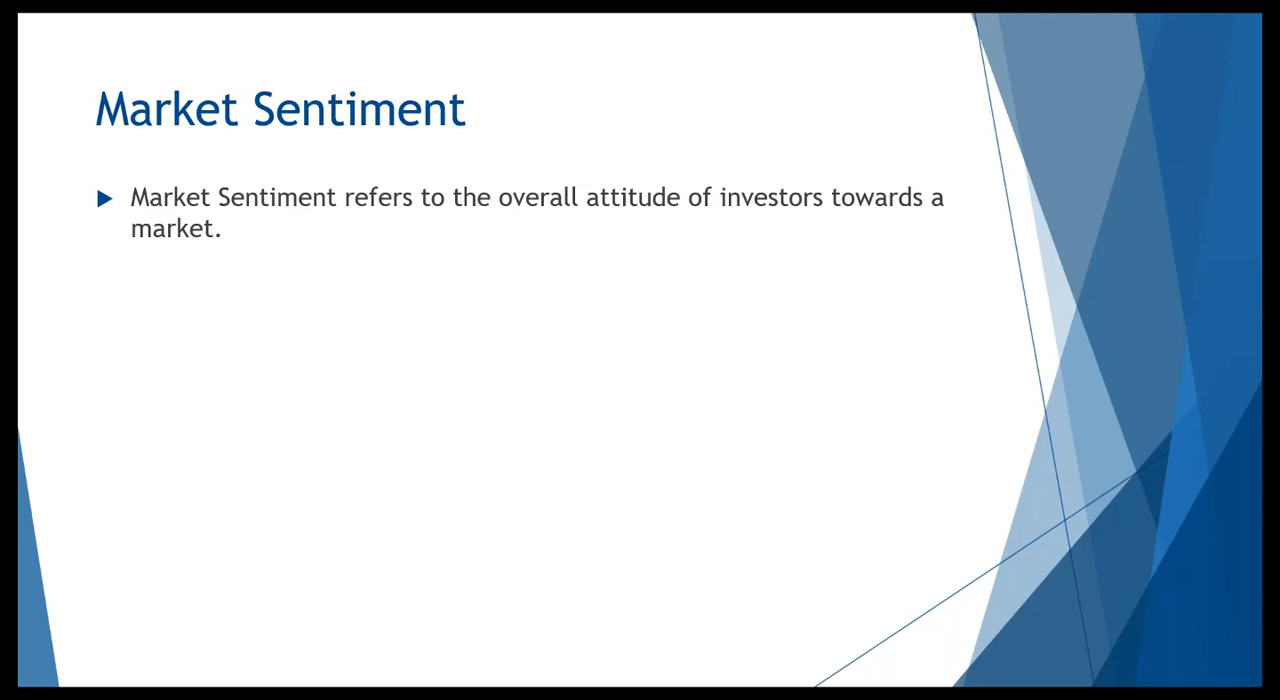 Market Sentiment
Market Sentiment refers to the overall attitude of investors towards a
market.